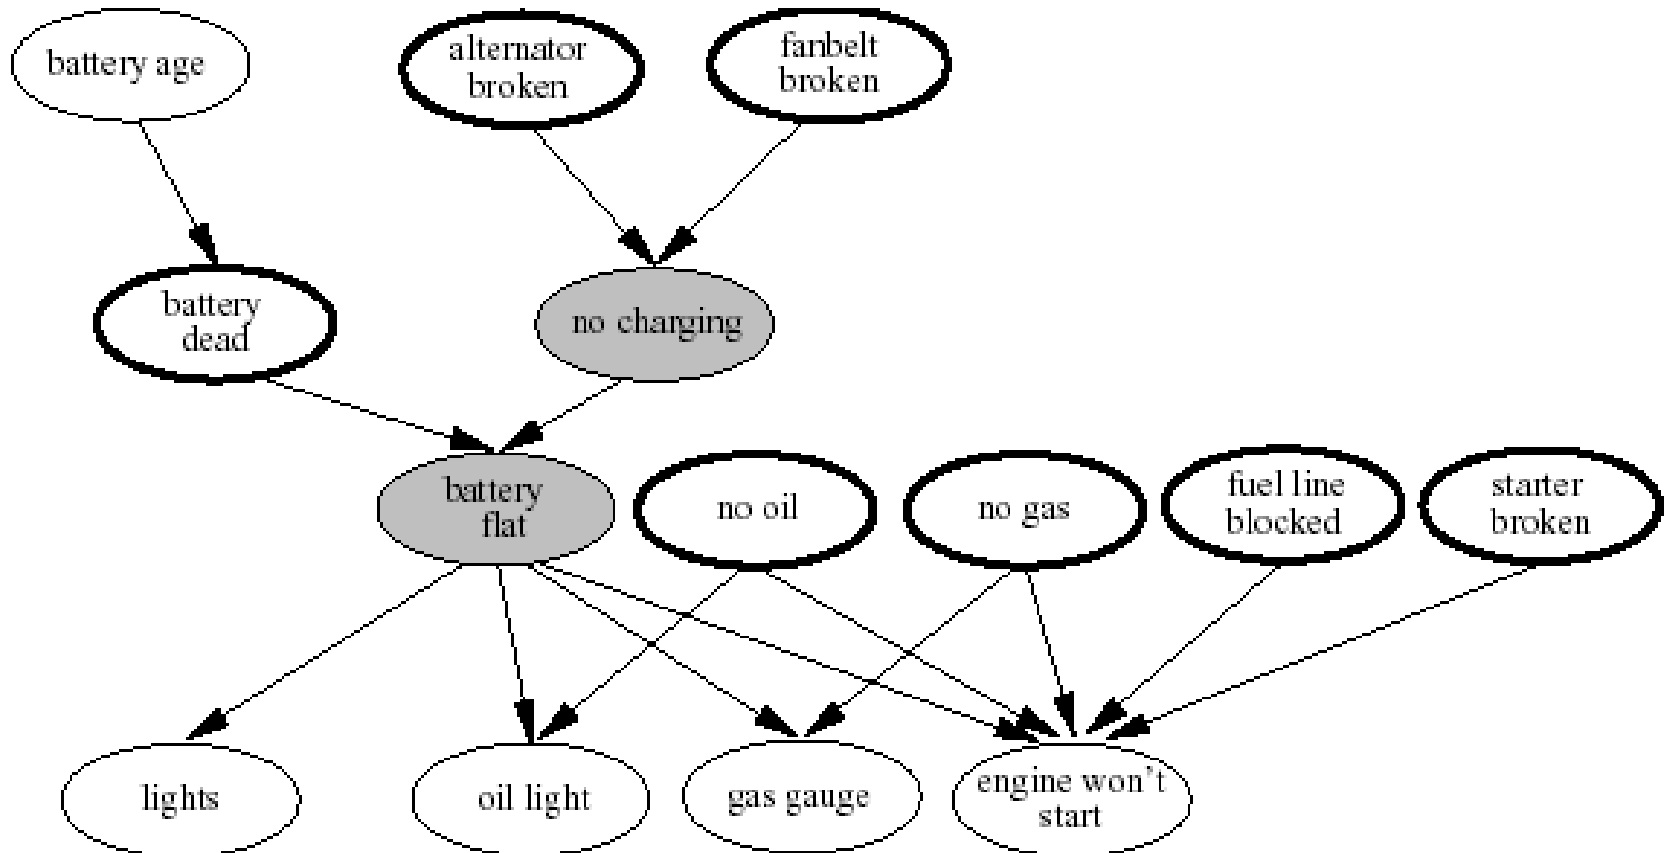 battery age
alternator
broken
fanbelt
broken
battery
dead
no charging
battery
flat
no oil
no gas
fuel line
blocked
starter
broken
lights
oil light
gas gauge
engine won't
start